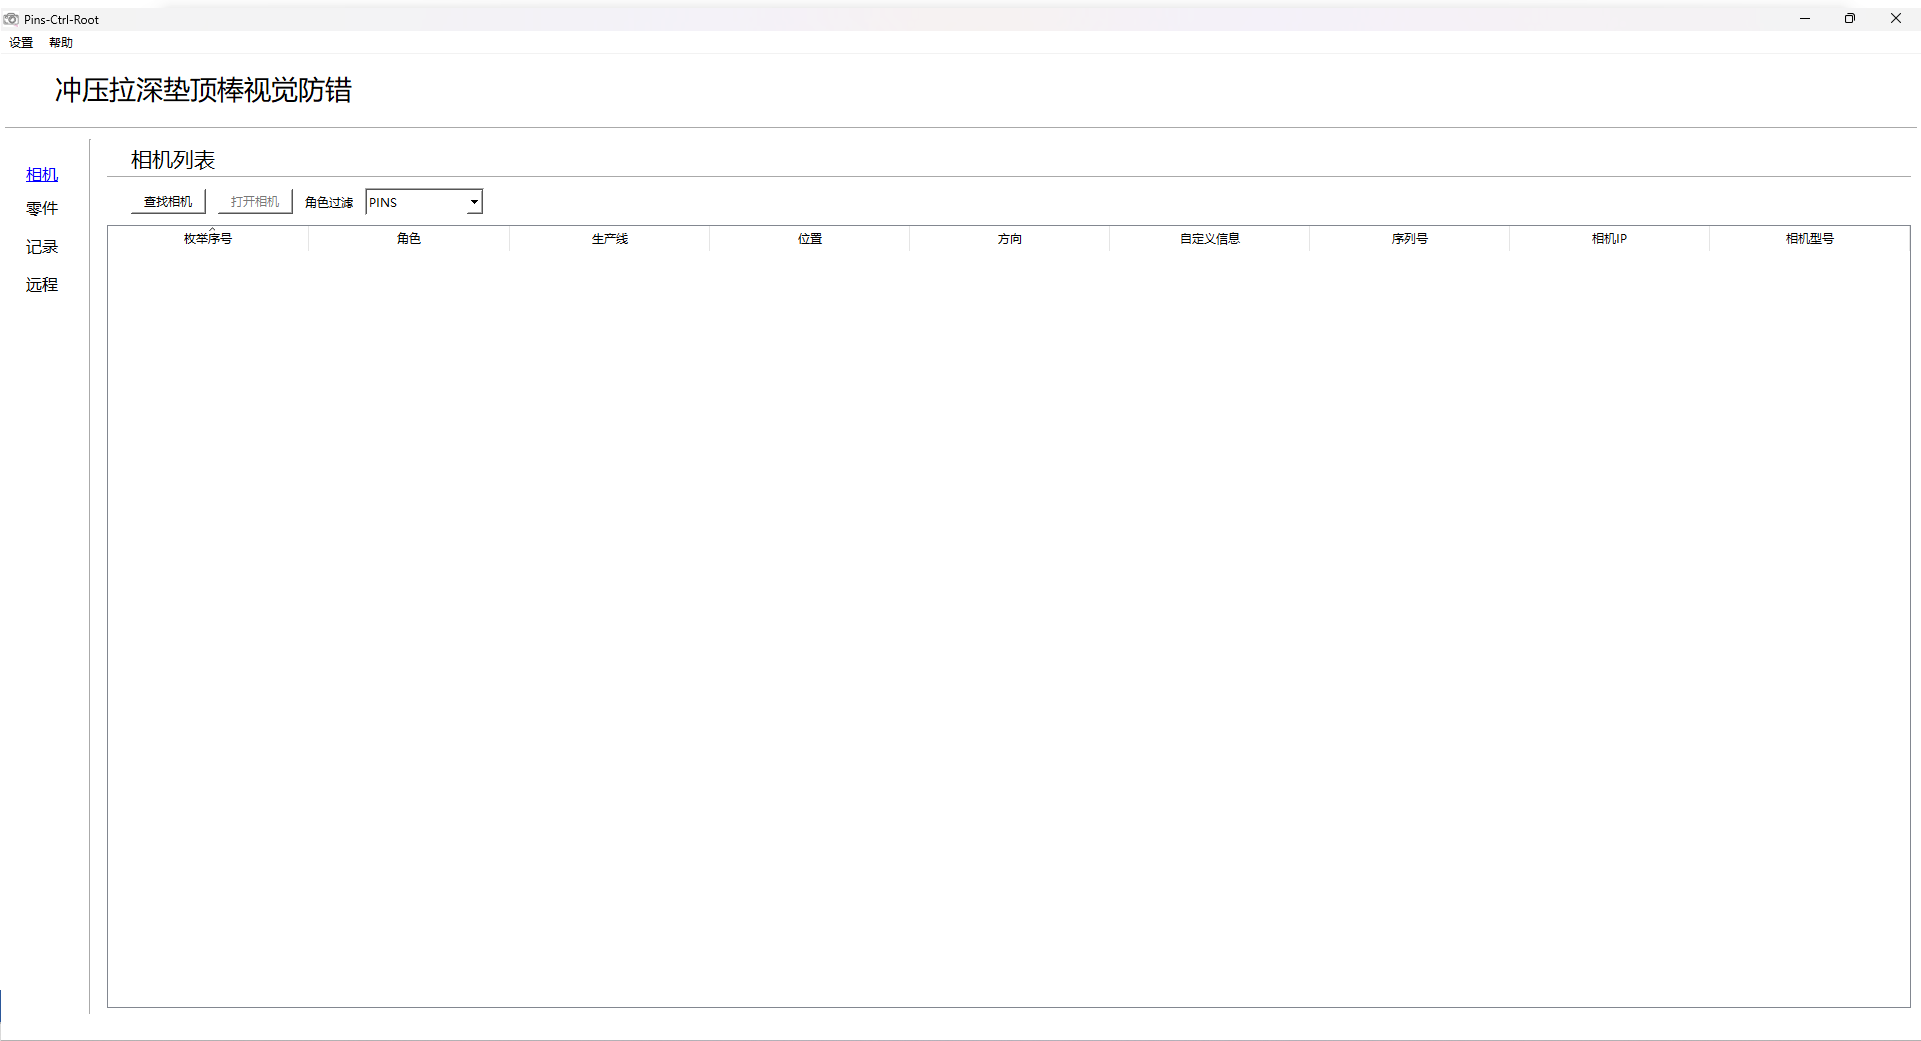 Pins-Ctrl-Root
设置 帮助
冲压拉深垫顶棒视觉防错
相机
零件
记录
远程
相机列表
查找相机 打开相机 角色过滤 PINS
枚举序号 角色 生产线 位置 方向 自定义信息 序列号 相机IP 相机型号